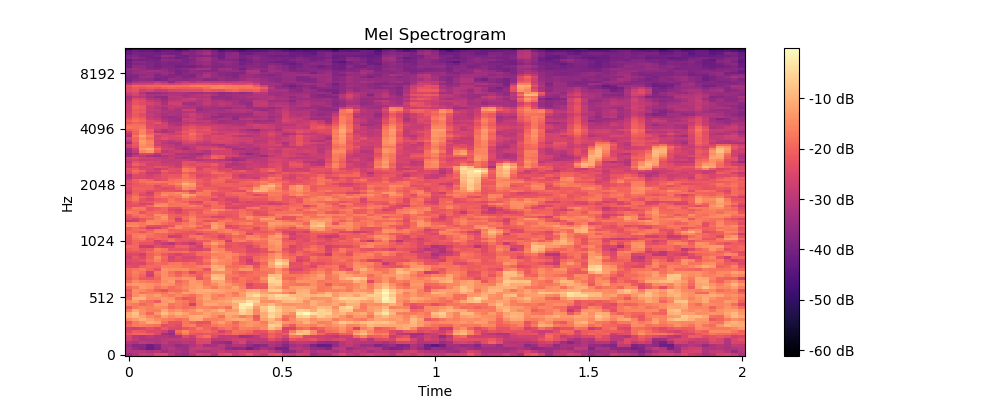 Mel Spectrogram
Hz
8192
4096
2048
1024
512
0
0 0.5 1 1.5 2
Time
-10 dB
-20 dB
-30 dB
-40 dB
-50 dB
-60 dB